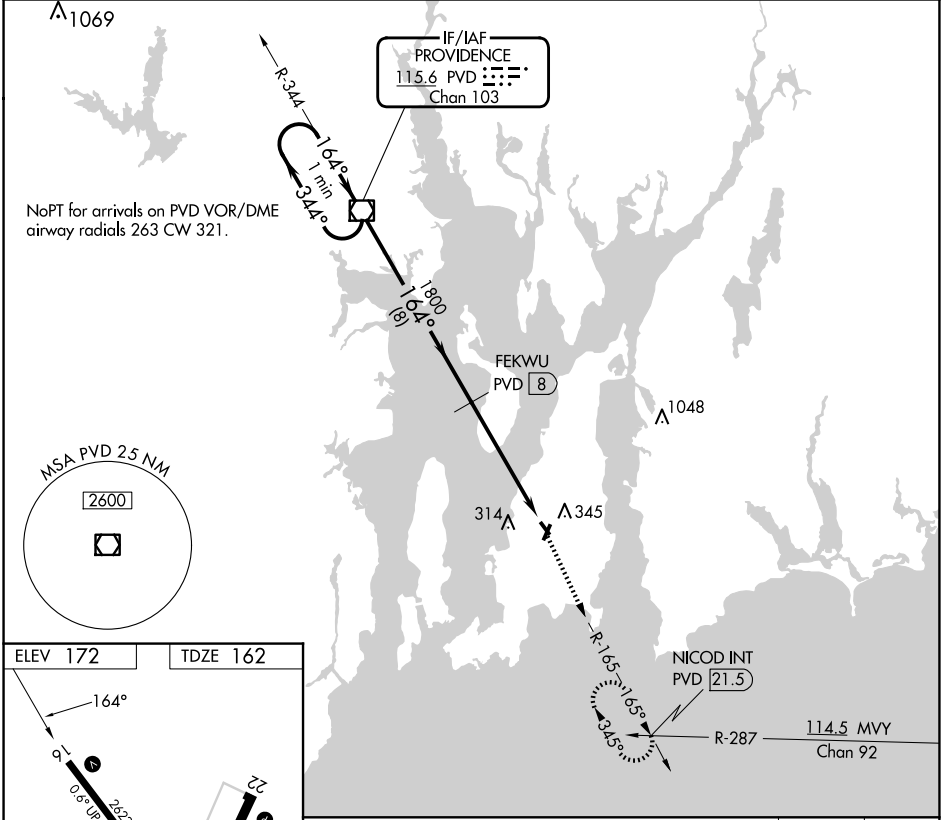 1069
IF/IAF
PROVIDENCE
115.6 PVD
Chan 103
R-344
164°
1 min
344°
NoPT for arrivals on PVD VOR/DME
airway radials 263 CW 321.
1800
164°
(8)
FEKWU
PVD 8
1048
MSA PVD 25 NM
2600
314
345
ELEV 172
TDZE 162
R-165
165°
345°
NICOD INT
PVD 21.5
R-287
114.5 MVY
Chan 92
164°
16
V
0.6° UP
2623
22